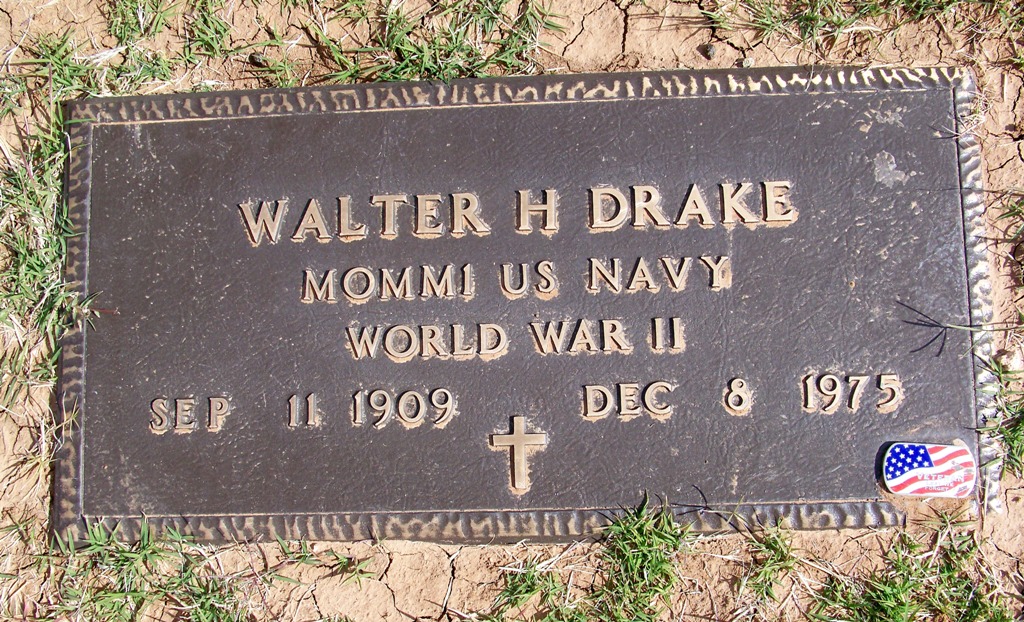 WALTER H DRAKE
MOMM1 US NAVY
WORLD WAR II
SEP 11 1909 DEC 8 1975